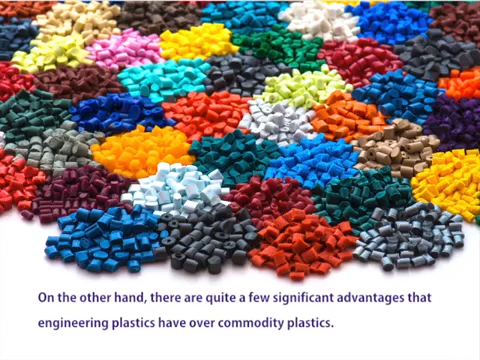 On the other hand, there are quite a few significant advantages that
engineering plastics have over commodity plastics.